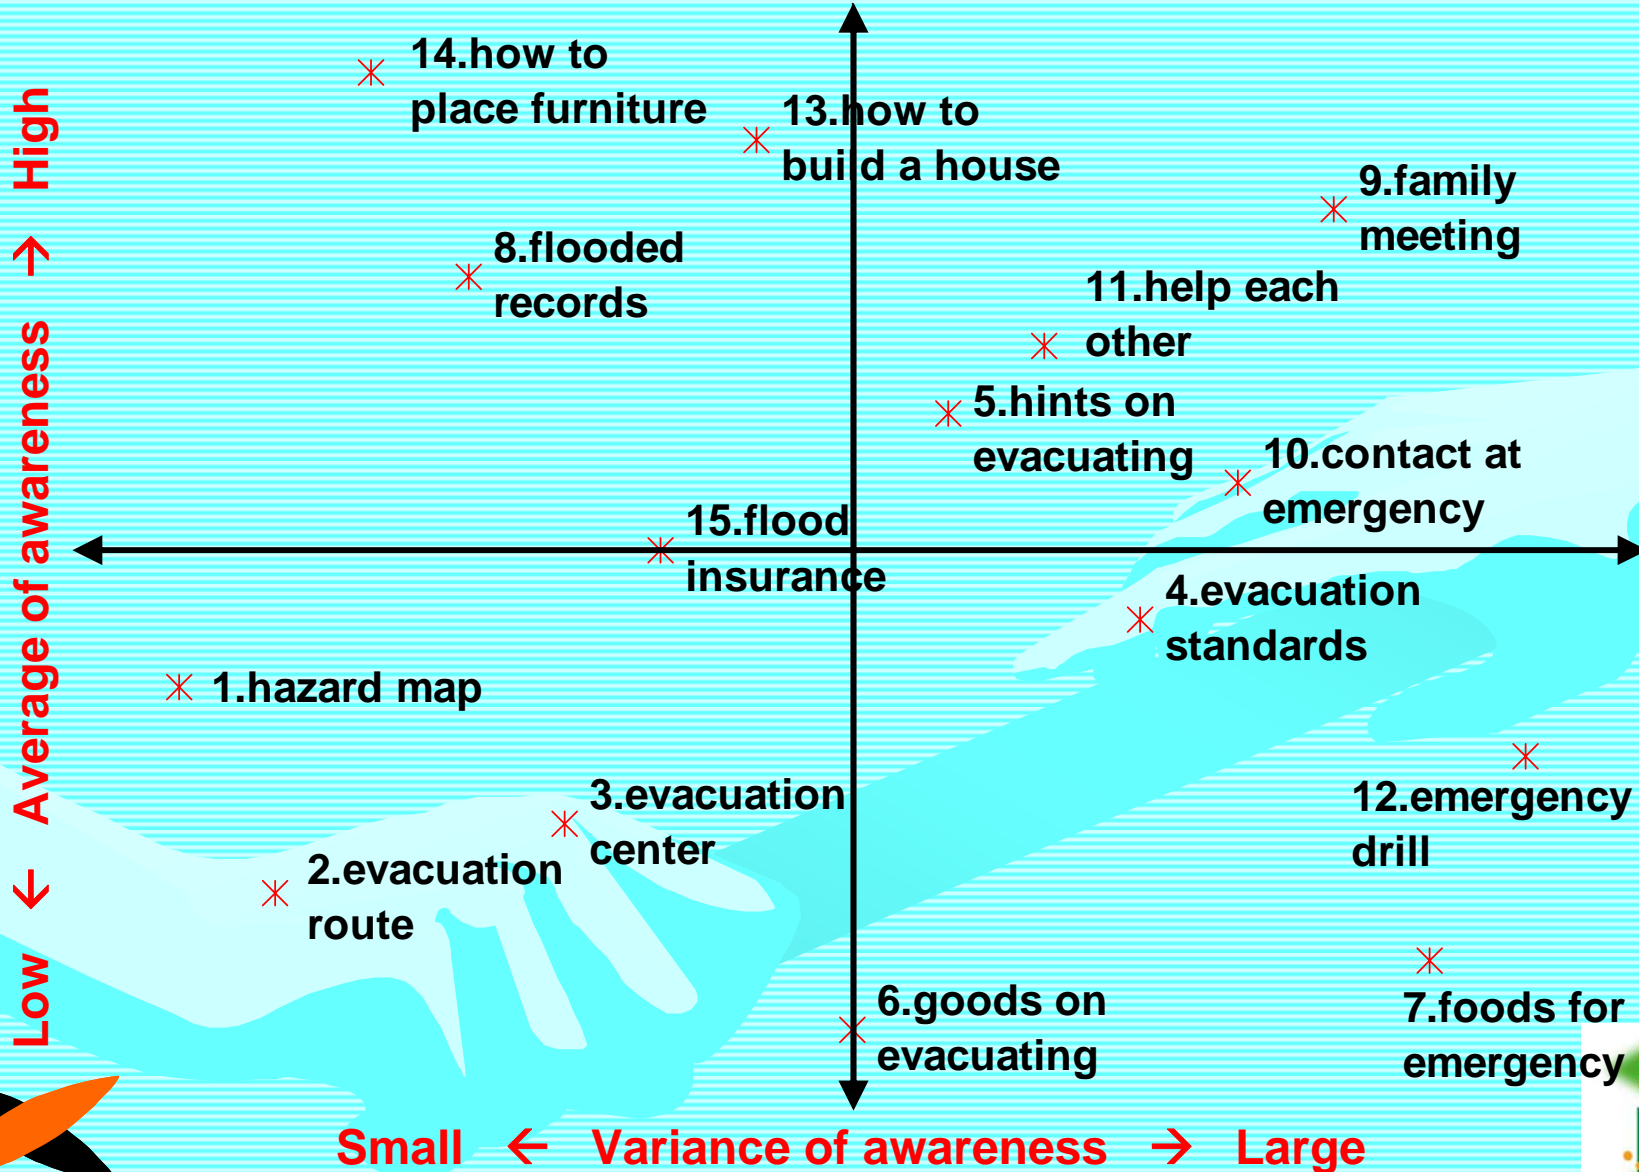 14.how to
place furniture
13.how to
build a house
9.family
meeting
8.flooded
records
11.help each
other
5.hints on
evacuating
10.contact at
emergency
15.flood
insurance
4.evacuation
standards
1.hazard map
3.evacuation
center
12.emergency
drill
2.evacuation
route
6.goods on
evacuating
7.foods for
emergency
Low ← Average of awareness → High
Small ← Variance of awareness → Large